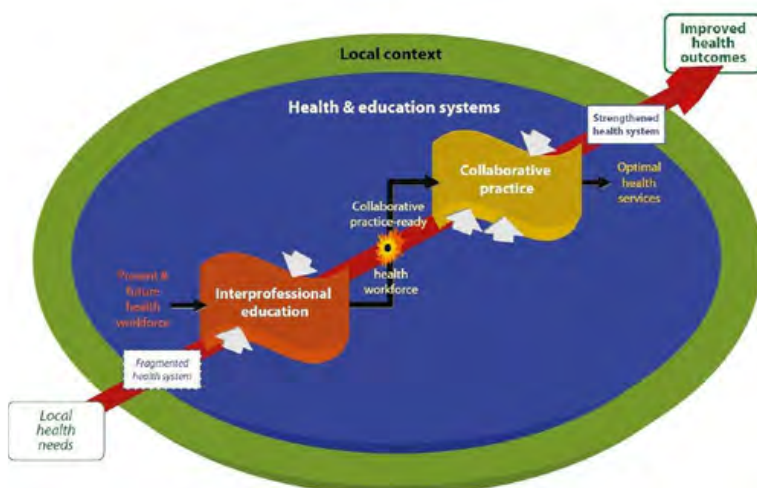 Improved
health
outcomes
Local context
Health & education systems
Strengthened
health system
Collaborative
practice
Optimal
health
services
Collaborative
practice-ready
health
workforce
Present &
future
health
workforce
Interprofessional
education
Fragmented
health system
Local
health
needs